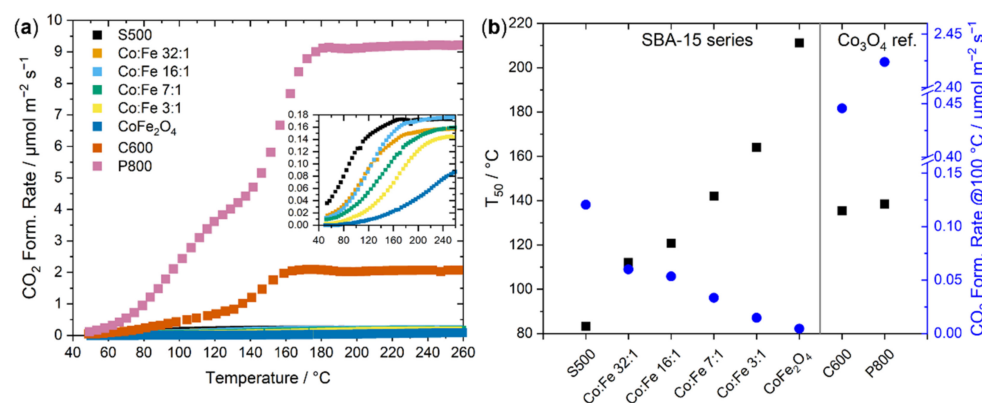 (a)
S500
Co:Fe 32:1
Co:Fe 16:1
Co:Fe 7:1
Co:Fe 3:1
CoFe₂O₄
C600
P800
CO₂ Form. Rate / µmol m⁻² s⁻¹
10
9
8
7
6
5
4
3
2
1
0
40 60 80 100 120 140 160 180 200 220 240 260
Temperature / °C
0.18
0.16
0.14
0.12
0.10
0.08
0.06
0.04
0.02
0.00
40 80 120 160 200 240
(b)
SBA-15 series
Co₃O₄ ref.
T₅₀ / °C
220
200
180
160
140
120
100
80
S500
Co:Fe 32:1
Co:Fe 16:1
Co:Fe 7:1
Co:Fe 3:1
CoFe₂O₄
C600
P800
2.45
2.40
0.45
0.40
0.15
0.10
0.05
0.00
CO₂ Form. Rate @100 °C / µmol m⁻² s⁻¹